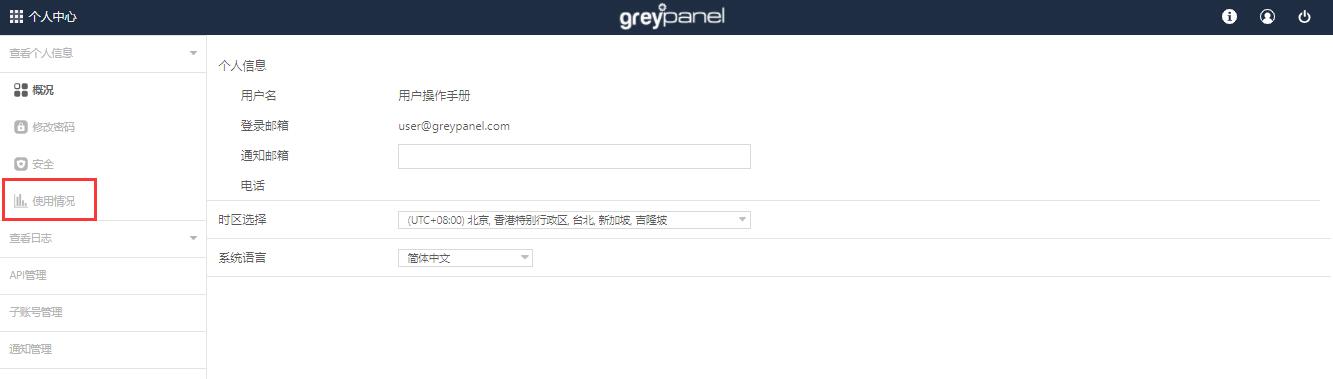 个人中心
greypanel
查看个人信息
概况
修改密码
安全
使用情况
查看日志
API管理
子账号管理
通知管理
个人信息
用户名 用户操作手册
登录邮箱 user@greypanel.com
通知邮箱
电话
时区选择 (UTC+08:00) 北京, 香港特别行政区, 台北, 新加坡, 吉隆坡
系统语言 简体中文